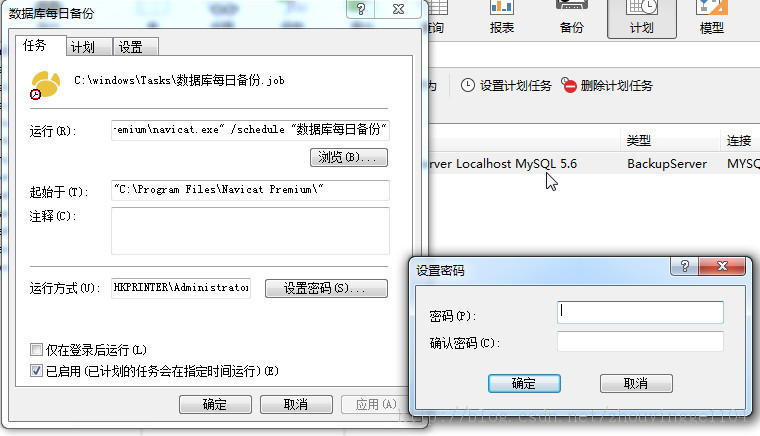 数据库每日备份
任务 计划 设置
C:\windows\Tasks\数据库每日备份.job
运行(R): emium\navicat.exe" /schedule "数据库每日备份"
浏览(B)...
起始于(T): "C:\Program Files\Navicat Premium\"
注释(C):
运行方式(U): HKPRINTER\Administrator 设置密码(S)...
仅在登录后运行(L)
已启用(已计划的任务会在指定时间运行)(E)
确定 取消 应用(A)
查询 报表 备份 计划 模型
为 设置计划任务 删除计划任务
类型 连接
rver Localhost MySQL 5.6 BackupServer MYSQ
设置密码
密码(P):
确认密码(C):
确定 取消